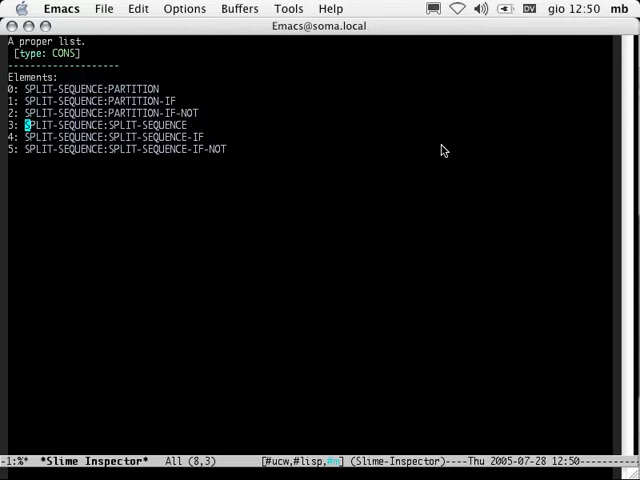 Emacs File Edit Options Buffers Tools Help DV gio 12:50 mb
Emacs@soma.local
A proper list.
[type: CONS]
--------------------
Elements:
0: SPLIT-SEQUENCE:PARTITION
1: SPLIT-SEQUENCE:PARTITION-IF
2: SPLIT-SEQUENCE:PARTITION-IF-NOT
3: SPLIT-SEQUENCE:SPLIT-SEQUENCE
4: SPLIT-SEQUENCE:SPLIT-SEQUENCE-IF
5: SPLIT-SEQUENCE:SPLIT-SEQUENCE-IF-NOT
-1:%* *Slime Inspector* All (8,3) [#ucw,#lisp,#m] (Slime-Inspector)----Thu 2005-07-28 12:50-----------